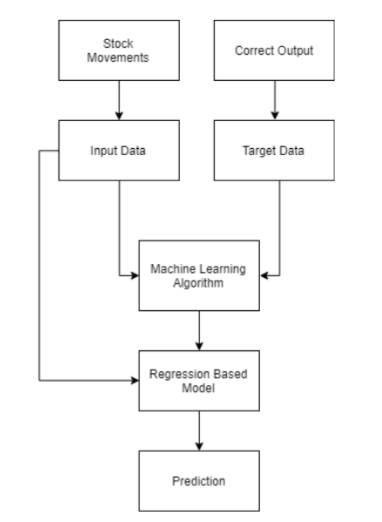 Stock
Movements
Correct Output
Input Data
Target Data
Machine Learning
Algorithm
Regression Based
Model
Prediction